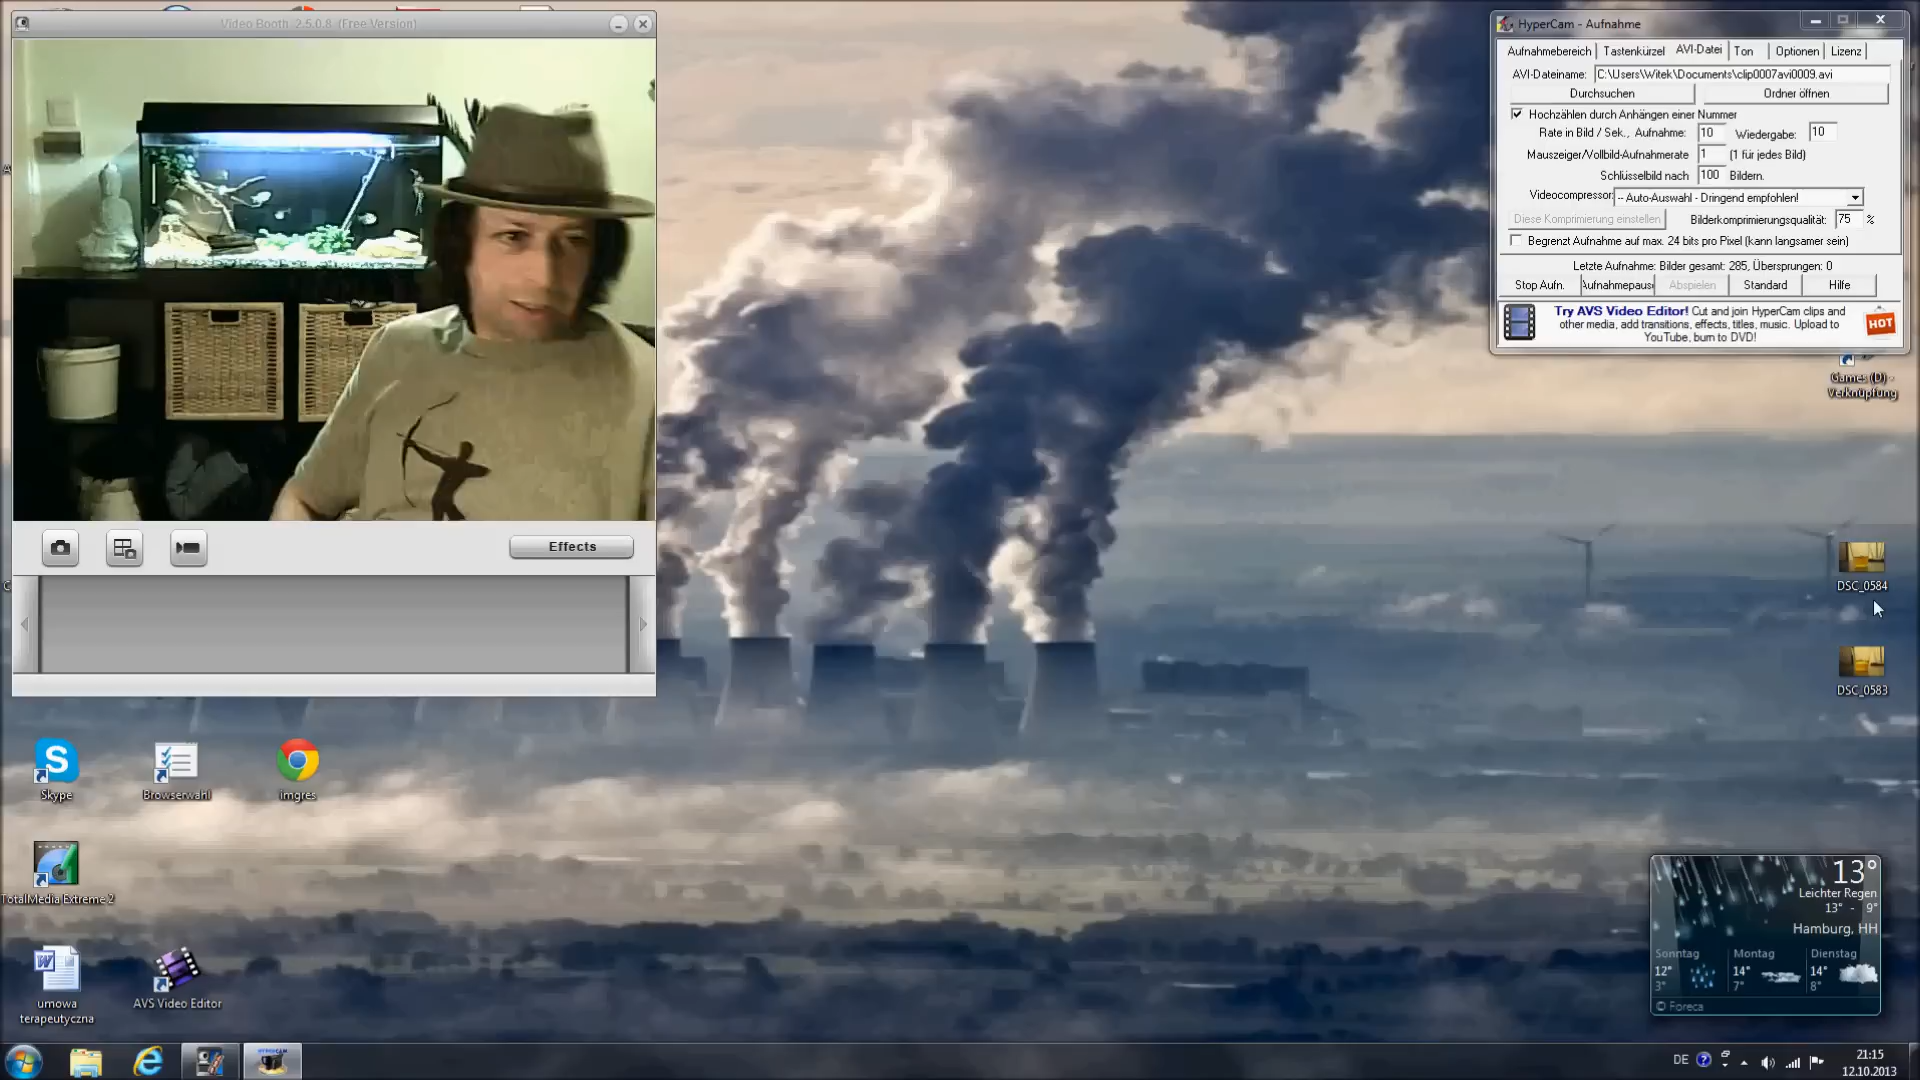 Video Booth 2.5.0.8 (Free Version)
Effects
HyperCam - Aufnahme
Aufnahmebereich Tastenkürzel AVI-Datei Ton Optionen Lizenz
AVI-Dateiname: C:\Users\Witek\Documents\clip0007avi0009.avi
Durchsuchen Ordner öffnen
Hochzählen durch Anhängen einer Nummer
Rate in Bild / Sek., Aufnahme: 10 Wiedergabe: 10
Mauszeiger/Vollbild-Aufnahmerate 1 (1 für jedes Bild)
Schlüsselbild nach 100 Bildern.
Videocompressor: -- Auto-Auswahl - Dringend empfohlen!
Diese Komprimierung einstellen Bilderkomprimierungsqualität: 75 %
Begrenzt Aufnahme auf max. 24 bits pro Pixel (kann langsamer sein)
Letzte Aufnahme: Bilder gesamt: 285, Übersprungen: 0
Stop Aufn. Aufnahmepaus Abspielen Standard Hilfe
Try AVS Video Editor! Cut and join HyperCam clips and
other media, add transitions, effects, titles, music. Upload to
YouTube, burn to DVD!
HOT
Games (D) -
Verknüpfung
DSC_0584
DSC_0583
Skype
Browserwahl
imgres
TotalMedia Extreme 2
umowa
terapeutyczna
AVS Video Editor
13°
Leichter Regen
13° - 9°
Hamburg, HH
Sonntag Montag Dienstag
12° 14° 14°
3° 7° 8°
© Foreca
HYPERCAM
DE
21:15
12.10.2013